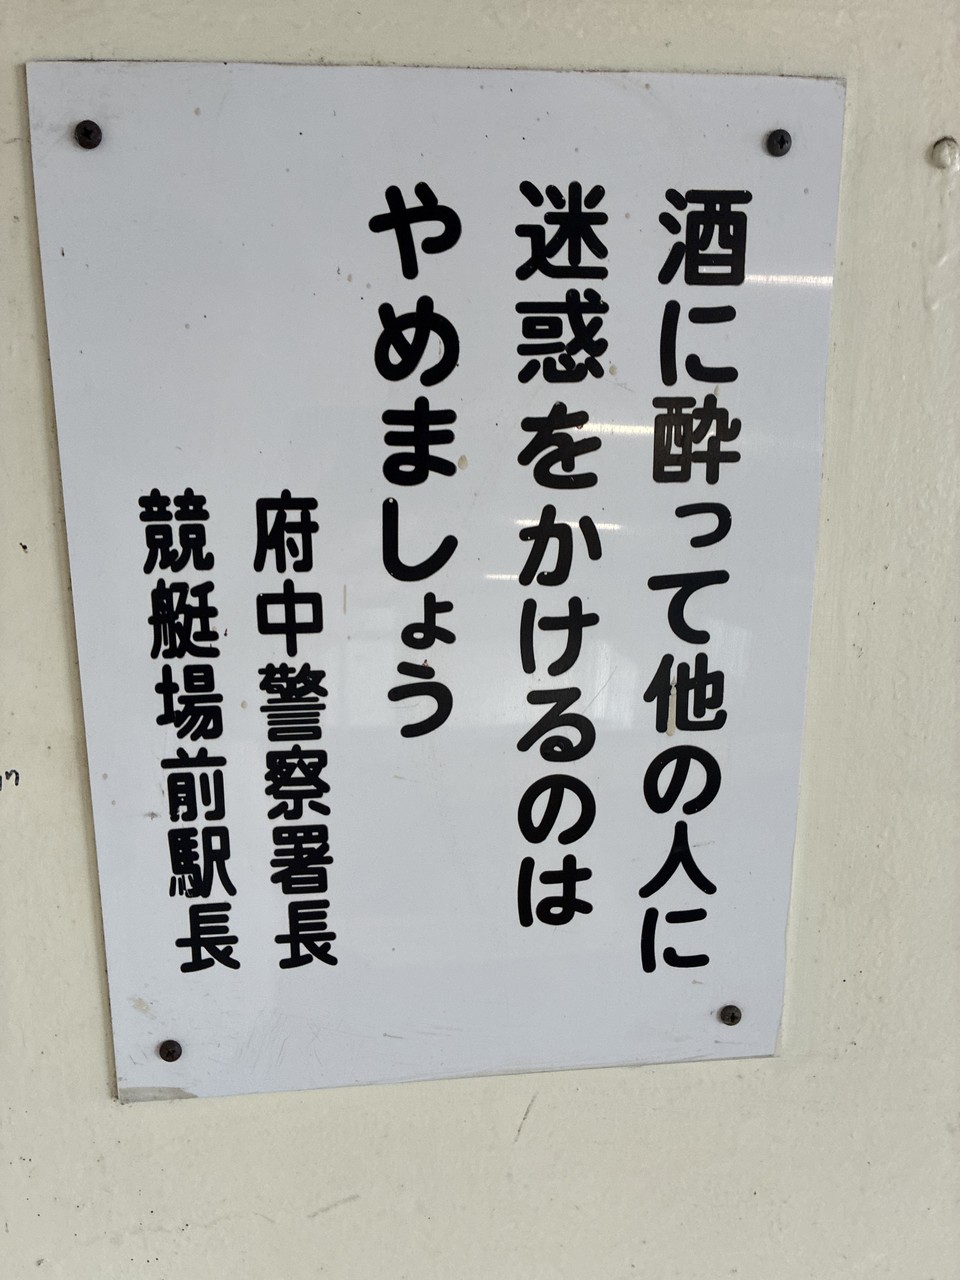 酒に酔って他の人に
迷惑をかけるのは
やめましょう
府中警察署長
競艇場前駅長